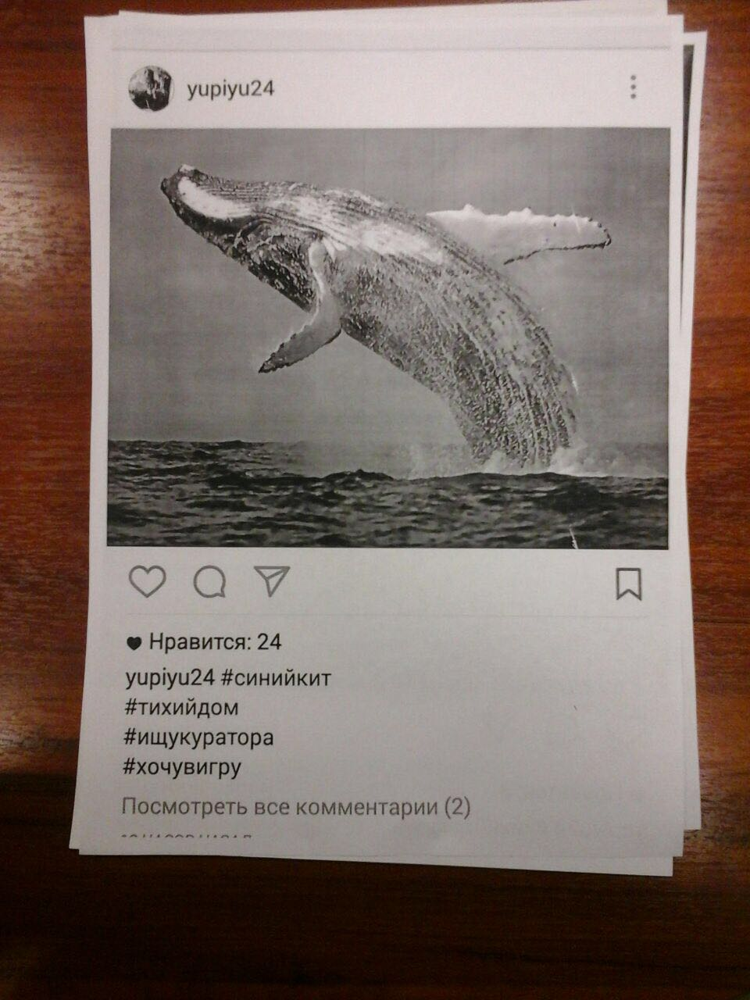 yupiyu24
Нравится: 24
yupiyu24 #синийкит
#тихийдом
#ищукуратора
#хочувигру
Посмотреть все комментарии (2)